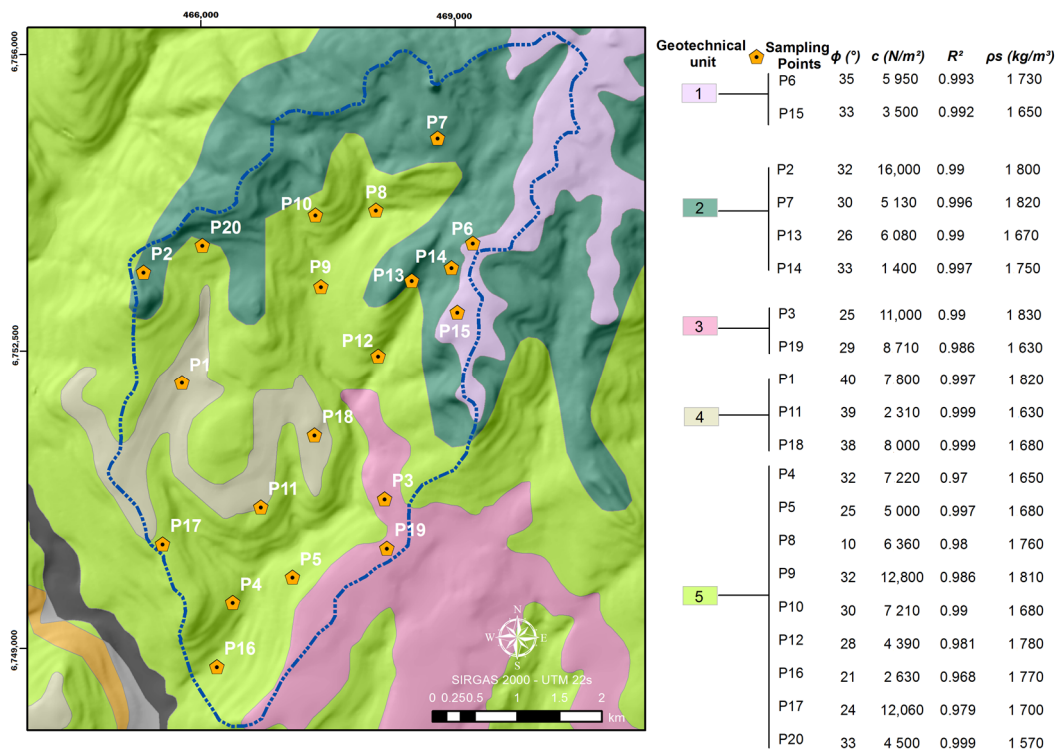 466,000 469,000
6,756,000
6,752,500
6,749,000
P7
P8
P10
P20
P6
P2
P14
P13
P9
P15
P12
P1
P18
P3
P11
P19
P17
P5
P4
P16
N
W E
S
SIRGAS 2000 - UTM 22s
0 0.250.5 1 1.5 2
km
Geotechnical unit Sampling Points ϕ (°) c (N/m²) R² ρs (kg/m³)
1
P6 35 5 950 0.993 1 730
P15 33 3 500 0.992 1 650
2
P2 32 16,000 0.99 1 800
P7 30 5 130 0.996 1 820
P13 26 6 080 0.99 1 670
P14 33 1 400 0.997 1 750
3
P3 25 11,000 0.99 1 830
P19 29 8 710 0.986 1 630
4
P1 40 7 800 0.997 1 820
P11 39 2 310 0.999 1 630
P18 38 8 000 0.999 1 680
5
P4 32 7 220 0.97 1 650
P5 25 5 000 0.997 1 680
P8 10 6 360 0.98 1 760
P9 32 12,800 0.986 1 810
P10 30 7 210 0.99 1 680
P12 28 4 390 0.981 1 780
P16 21 2 630 0.968 1 770
P17 24 12,060 0.979 1 700
P20 33 4 500 0.999 1 570